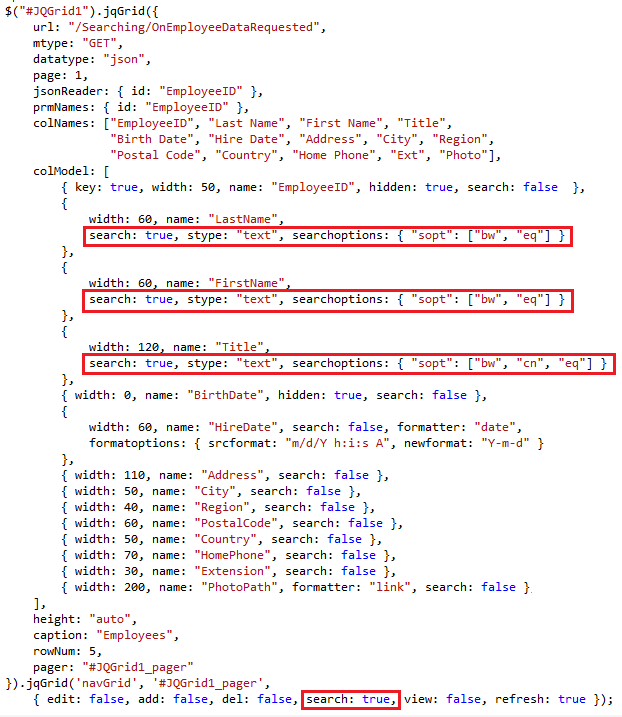 $("#JQGrid1").jqGrid({
url: "/Searching/OnEmployeeDataRequested",
mtype: "GET",
datatype: "json",
page: 1,
jsonReader: { id: "EmployeeID" },
prmNames: { id: "EmployeeID" },
colNames: ["EmployeeID", "Last Name", "First Name", "Title",
"Birth Date", "Hire Date", "Address", "City", "Region",
"Postal Code", "Country", "Home Phone", "Ext", "Photo"],
colModel: [
{ key: true, width: 50, name: "EmployeeID", hidden: true, search: false  },
{
width: 60, name: "LastName",
search: true, stype: "text", searchoptions: { "sopt": ["bw", "eq"] }
},
{
width: 60, name: "FirstName",
search: true, stype: "text", searchoptions: { "sopt": ["bw", "eq"] }
},
{
width: 120, name: "Title",
search: true, stype: "text", searchoptions: { "sopt": ["bw", "cn", "eq"] }
},
{ width: 0, name: "BirthDate", hidden: true, search: false },
{
width: 60, name: "HireDate", search: false, formatter: "date",
formatoptions: { srcformat: "m/d/Y h:i:s A", newformat: "Y-m-d" }
},
{ width: 110, name: "Address", search: false },
{ width: 50, name: "City", search: false },
{ width: 40, name: "Region", search: false },
{ width: 60, name: "PostalCode", search: false },
{ width: 50, name: "Country", search: false },
{ width: 70, name: "HomePhone", search: false },
{ width: 30, name: "Extension", search: false },
{ width: 200, name: "PhotoPath", formatter: "link", search: false }
],
height: "auto",
caption: "Employees",
rowNum: 5,
pager: "#JQGrid1_pager"
}).jqGrid('navGrid', '#JQGrid1_pager',
{ edit: false, add: false, del: false, search: true, view: false, refresh: true });